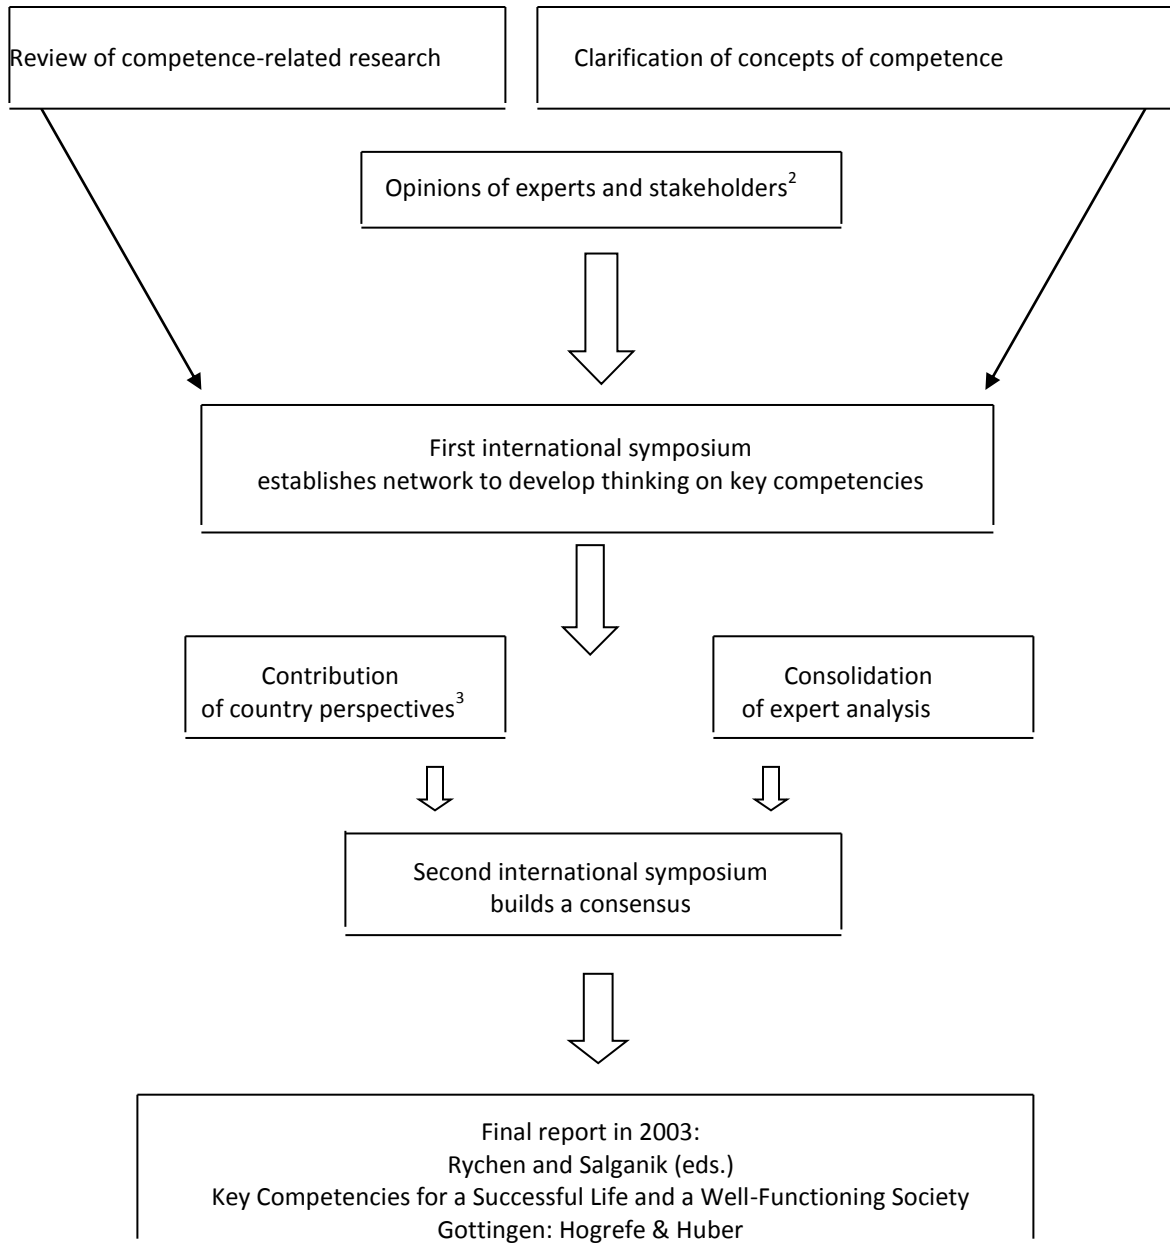 Review of competence-related research
Clarification of concepts of competence
Opinions of experts and stakeholders²
First international symposium
establishes network to develop thinking on key competencies
Contribution
of country perspectives³
Consolidation
of expert analysis
Second international symposium
builds a consensus
Final report in 2003:
Rychen and Salganik (eds.)
Key Competencies for a Successful Life and a Well-Functioning Society
Gottingen: Hogrefe & Huber